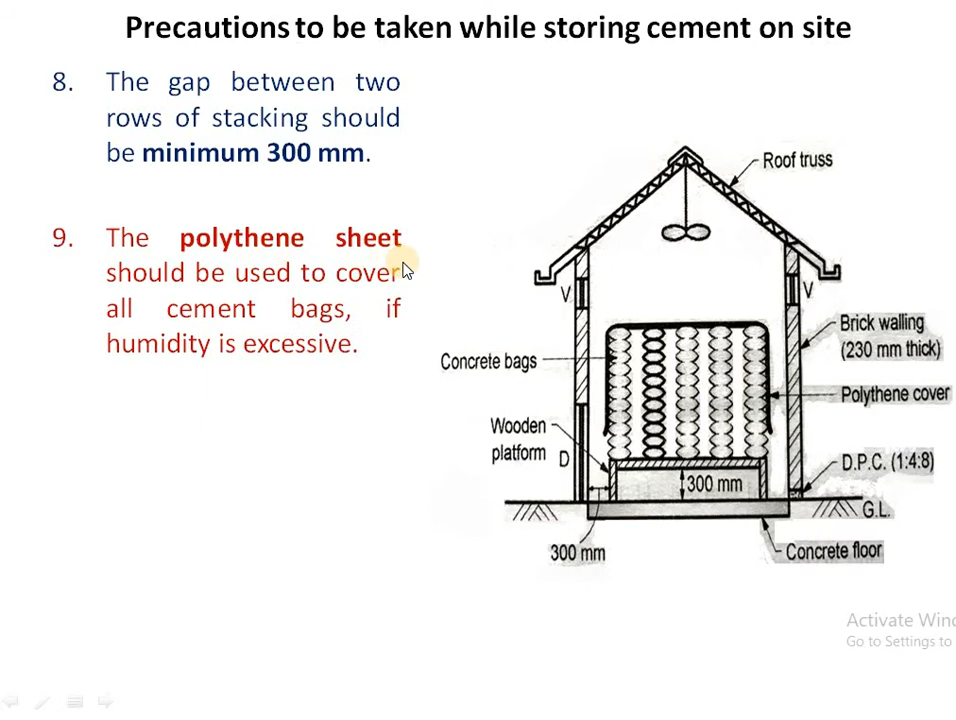 Precautions to be taken while storing cement on site
8. The gap between two
rows of stacking should
be minimum 300 mm.
9. The polythene sheet
should be used to cover
all cement bags, if
humidity is excessive.
Roof truss
V
V
Brick walling
(230 mm thick)
Concrete bags
Polythene cover
Wooden
platform
D
D.P.C. (1:4:8)
300 mm
G.L.
300 mm
Concrete floor
Activate Wind
Go to Settings to